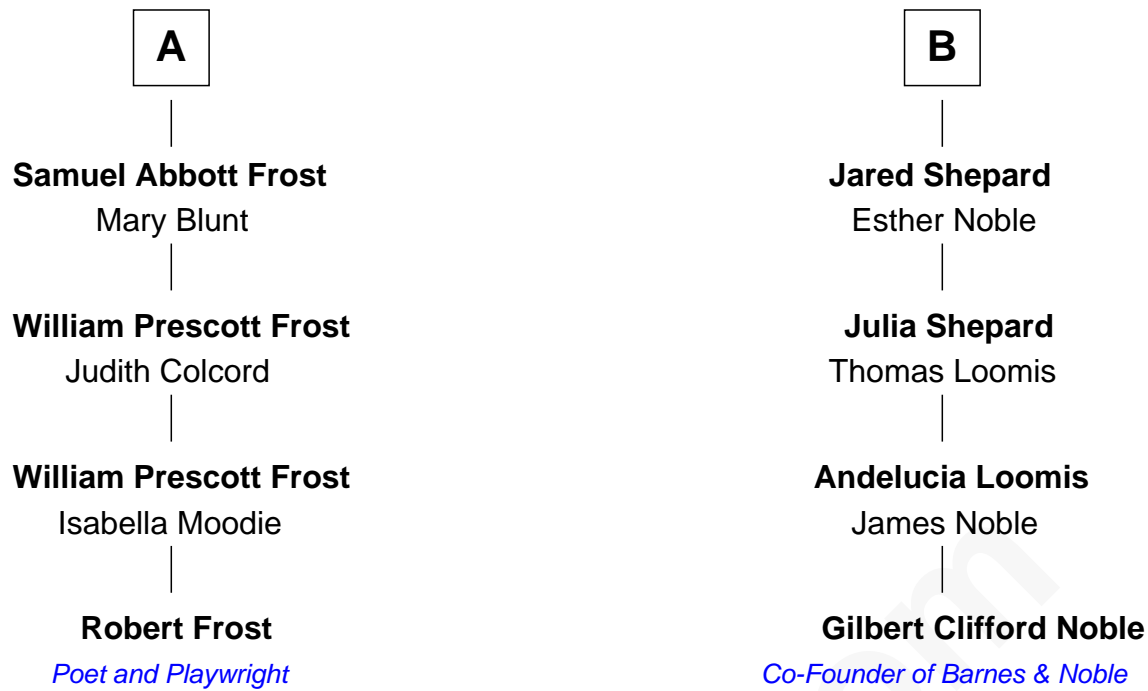 A
Samuel Abbott Frost
Mary Blunt
William Prescott Frost
Judith Colcord
William Prescott Frost
Isabella Moodie
Robert Frost
Poet and Playwright
B
Jared Shepard
Esther Noble
Julia Shepard
Thomas Loomis
Andelucia Loomis
James Noble
Gilbert Clifford Noble
Co-Founder of Barnes & Noble